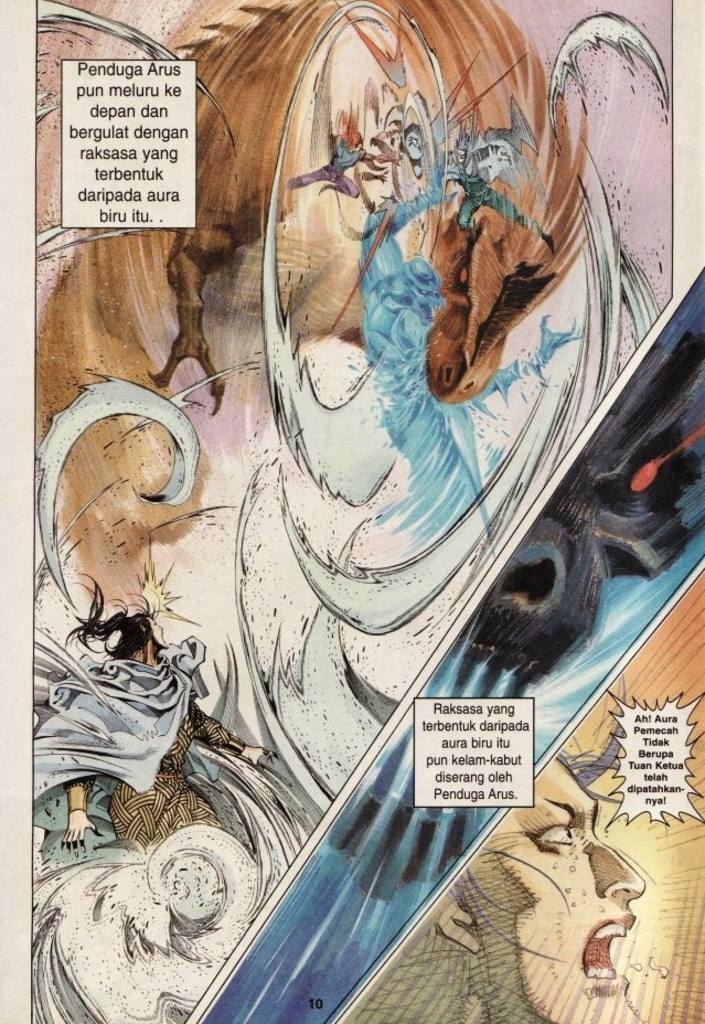 Penduga Arus
pun meluru ke
depan dan
bergulat dengan
raksasa yang
terbentuk
daripada aura
biru itu. .
Raksasa yang
terbentuk daripada
aura biru itu
pun kelam-kabut
diserang oleh
Penduga Arus.
Ah! Aura
Pemecah
Tidak
Berupa
Tuan Ketua
telah
dipatahkan-
nya!
10